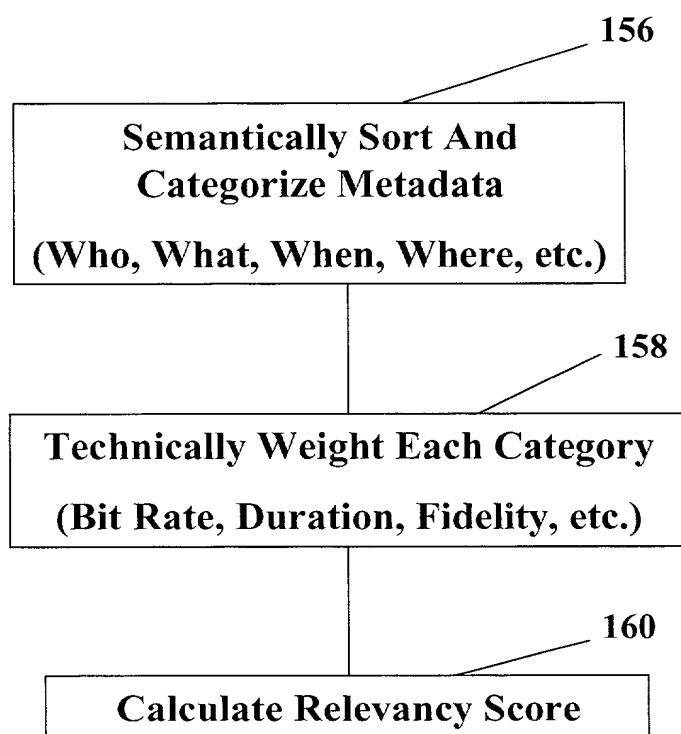 156
Semantically Sort And
Categorize Metadata
(Who, What, When, Where, etc.)
158
Technically Weight Each Category
(Bit Rate, Duration, Fidelity, etc.)
160
Calculate Relevancy Score